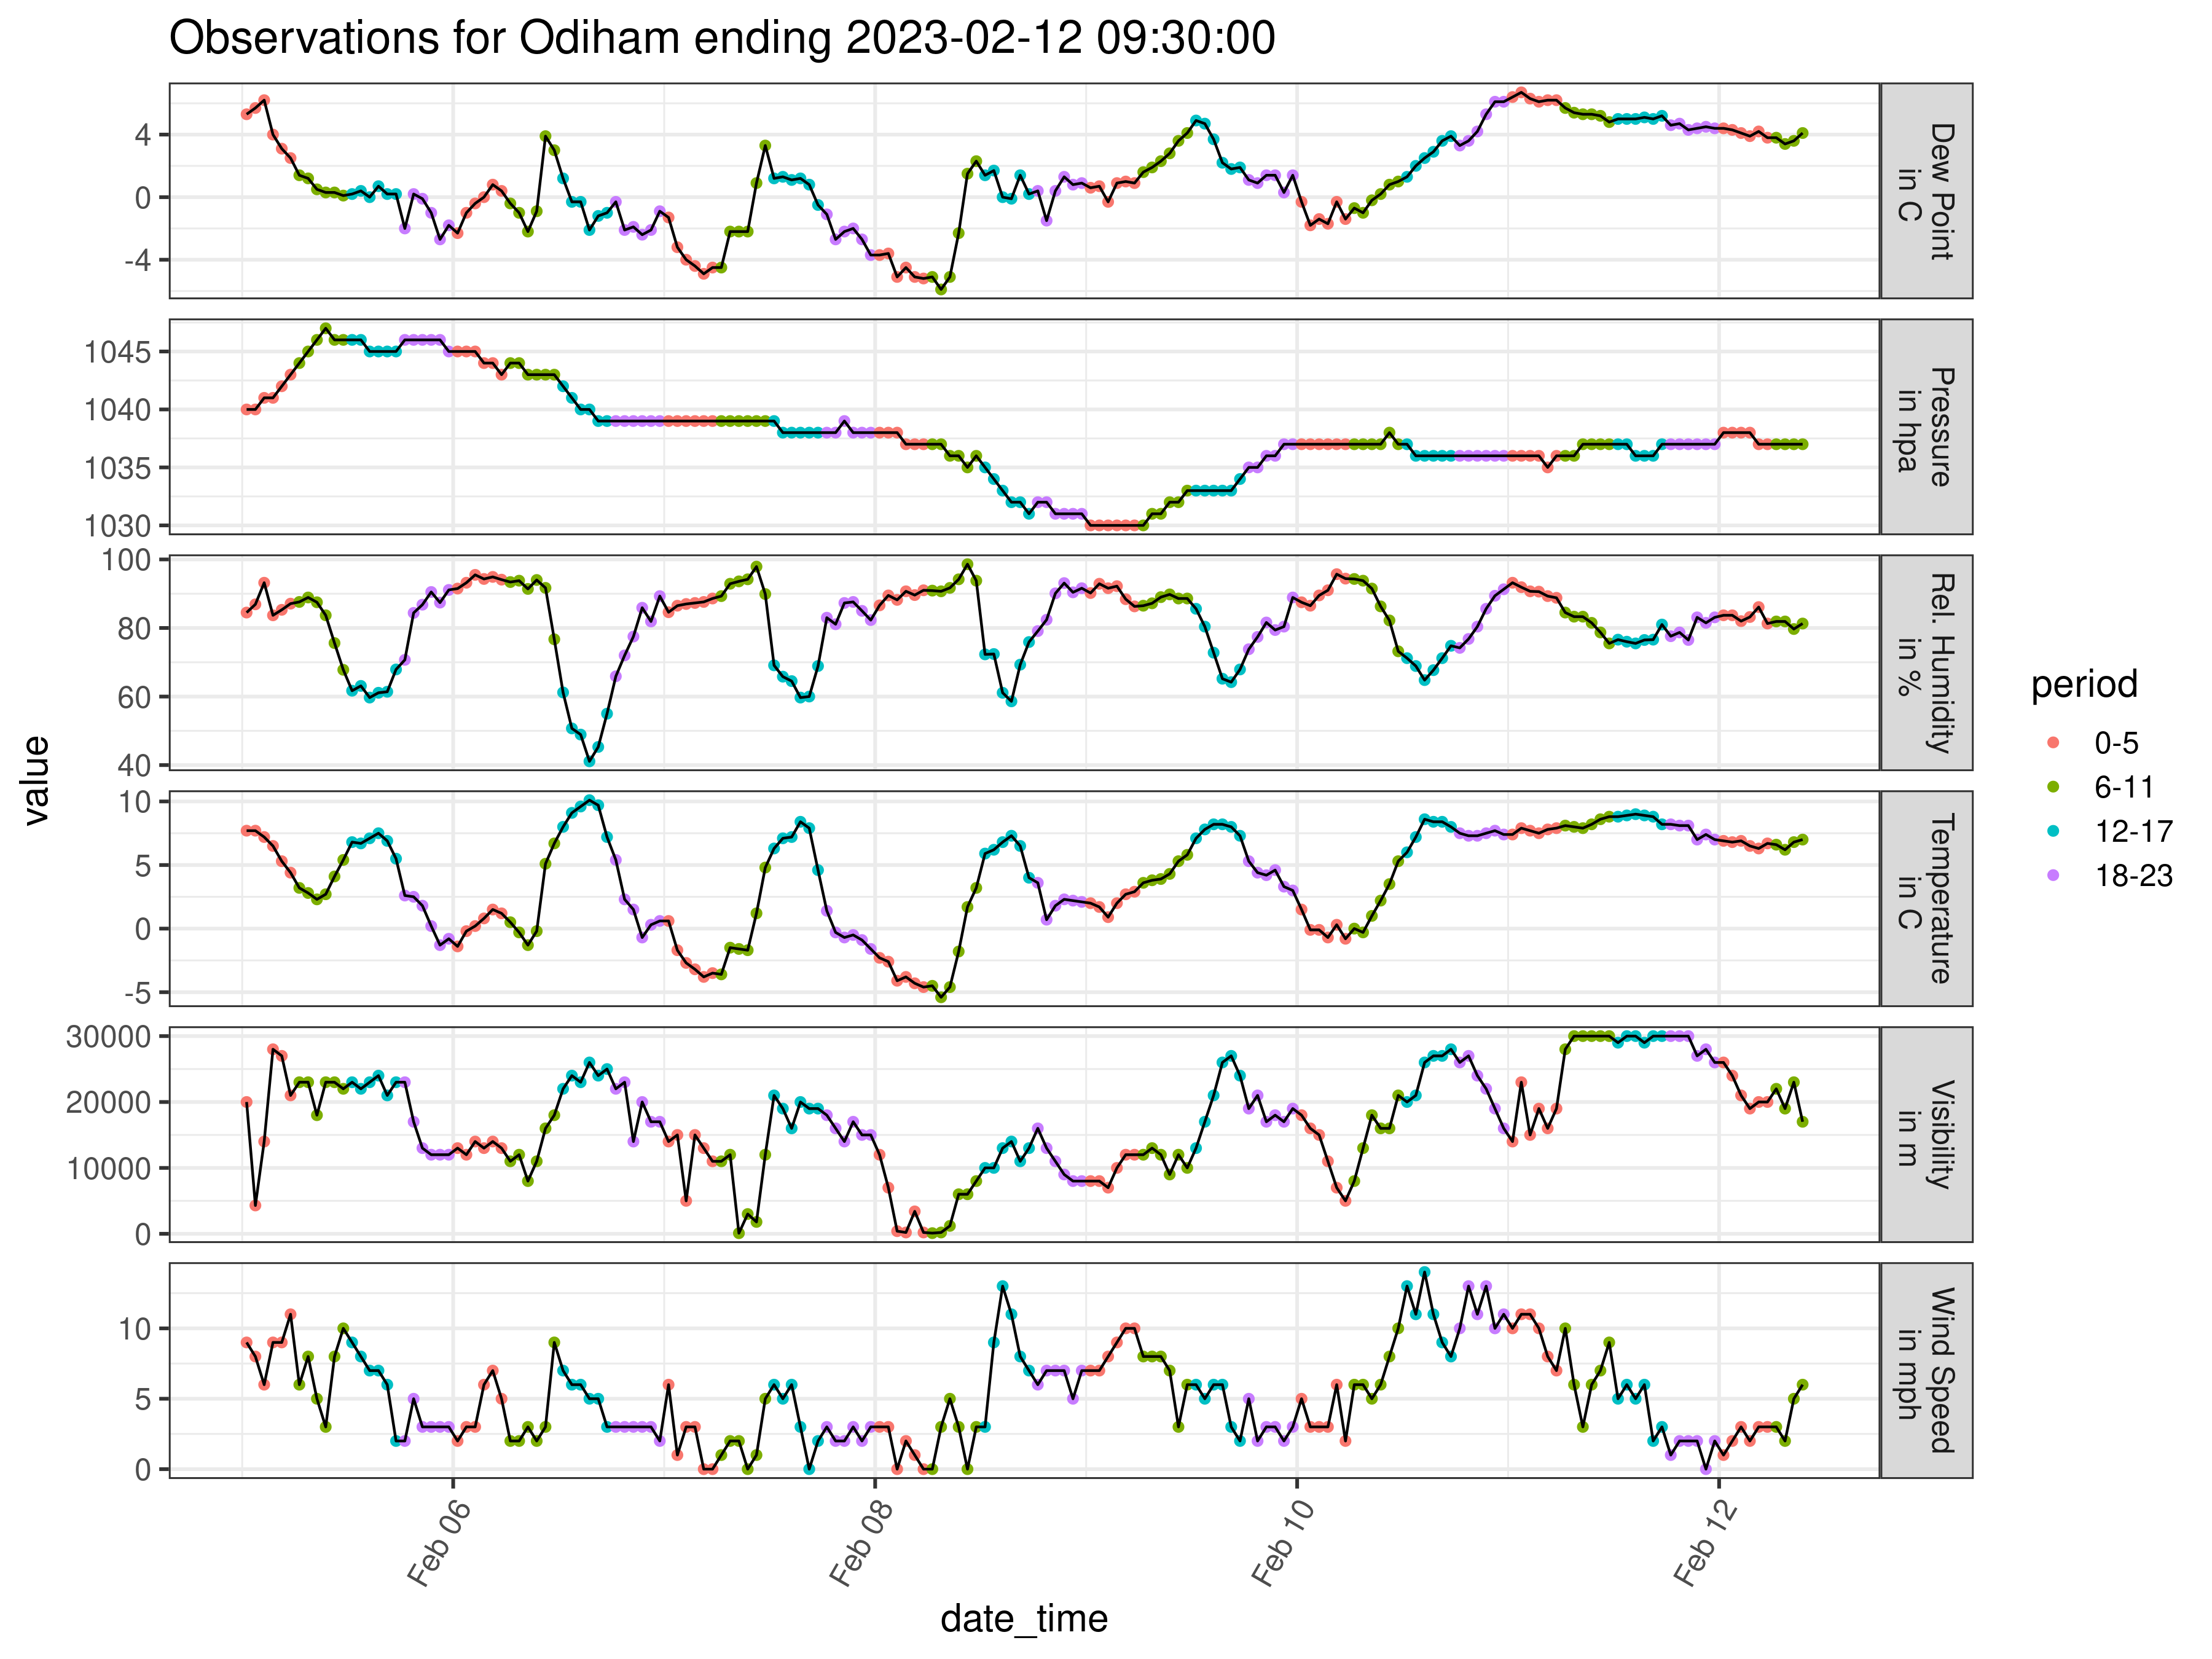 Observations for Odiham ending 2023-02-12 09:30:00
value
4
0
-4
Dew Point
in C
1045
1040
1035
1030
Pressure
in hpa
100
80
60
40
Rel. Humidity
in %
10
5
0
-5
Temperature
in C
30000
20000
10000
0
Visibility
in m
10
5
0
Wind Speed
in mph
Feb 06
Feb 08
Feb 10
Feb 12
date_time
period
0-5
6-11
12-17
18-23